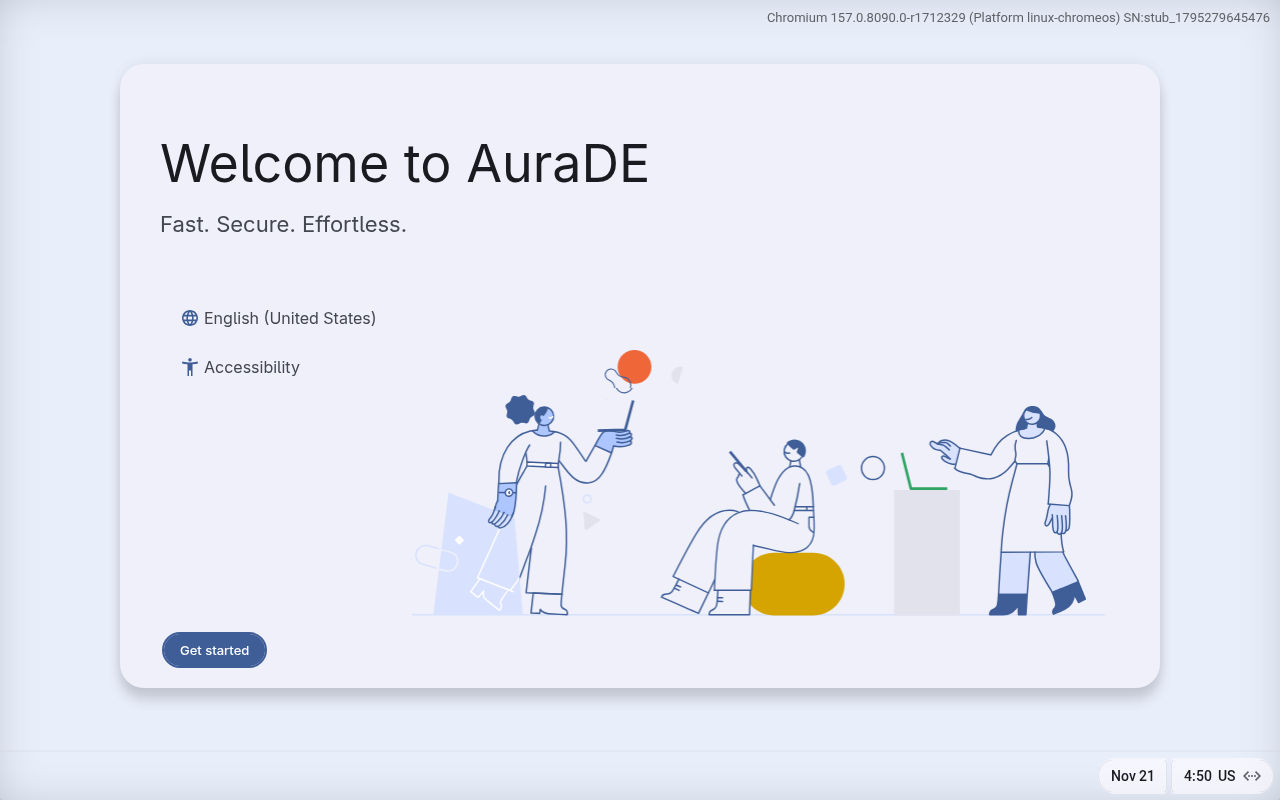 Chromium 157.0.8090.0-r1712329 (Platform linux-chromeos) SN:stub_1795279645476
Welcome to AuraDE
Fast. Secure. Effortless.
English (United States)
Accessibility
Get started
Nov 21
4:50 US